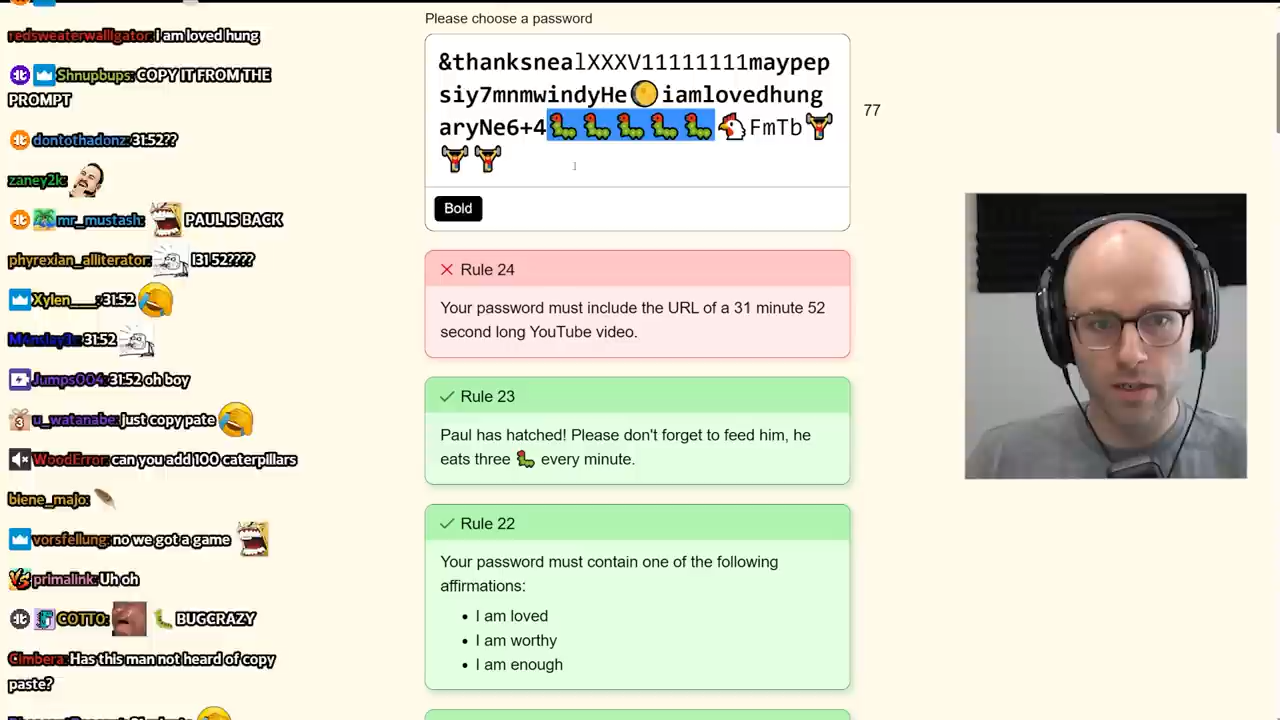 redsweaterwalligator: I am loved hung
Shnupbups: COPY IT FROM THE
PROMPT
dontothadonz: 31:52??
zaney2k:
mr_mustash: PAUL IS BACK
phyrexian_alliterator: !31 52????
Xylen___: 31:52
M4nslay3r: 31:52
Jumps004: 31:52 oh boy
u_watanabe: just copy pate
WoodError: can you add 100 caterpillars
biene_majo:
vorsfellung: no we got a game
primalink: Uh oh
COTTO: BUGCRAZY
Cimbera: Has this man not heard of copy
paste?
Please choose a password
&thanksnealXXXV11111111maypep
siy7mnmwindyHe🌔iamlovedhung
aryNe6+4🐛🐛🐛🐛🐛🐔FmTb🏋️
🏋️🏋️
77
Bold
Rule 24
Your password must include the URL of a 31 minute 52
second long YouTube video.
Rule 23
Paul has hatched! Please don't forget to feed him, he
eats three 🐛 every minute.
Rule 22
Your password must contain one of the following
affirmations:
• I am loved
• I am worthy
• I am enough